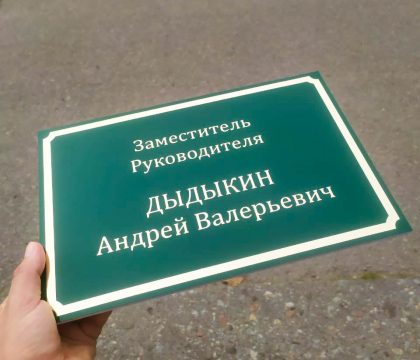 Заместитель
Руководителя
ДЫДЫКИН
Андрей Валерьевич